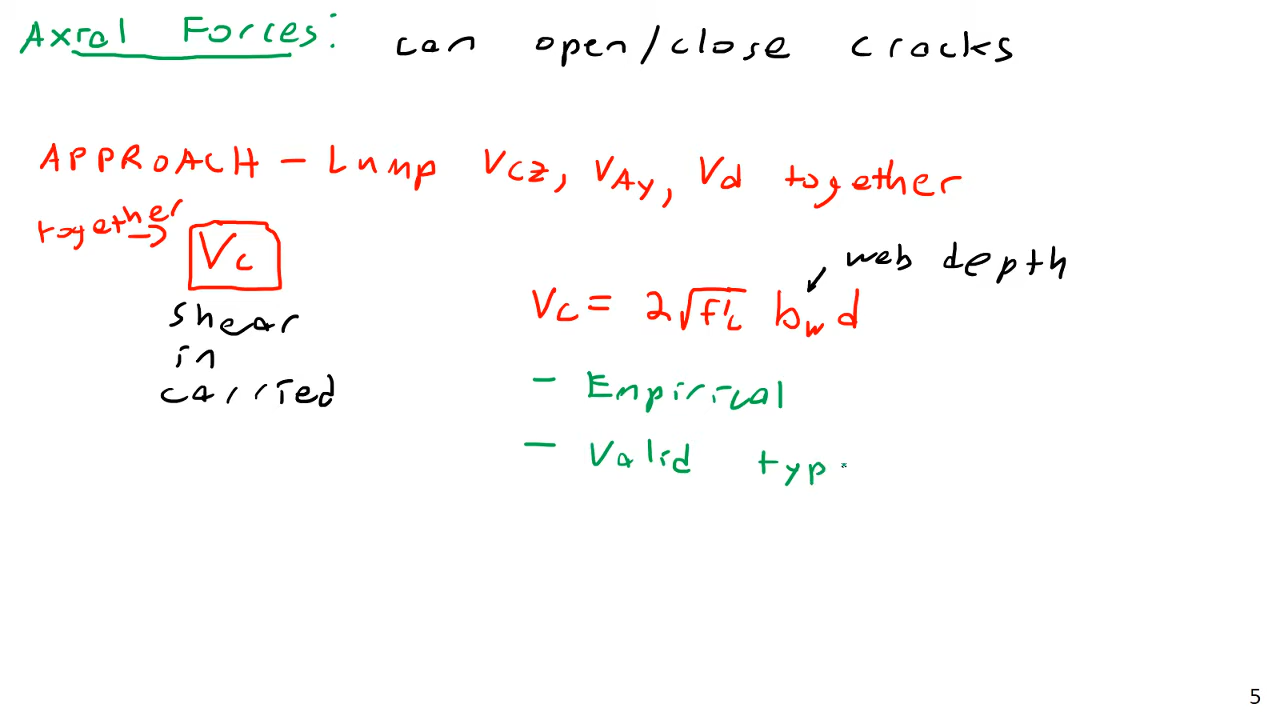 Axial Forces: can open/close cracks
APPROACH - Lump Vcz, VAy, Vd together
together →
Vc
shear
in
carried
web depth
Vc = 2√f'c bw d
- Empirical
- Valid typ
5